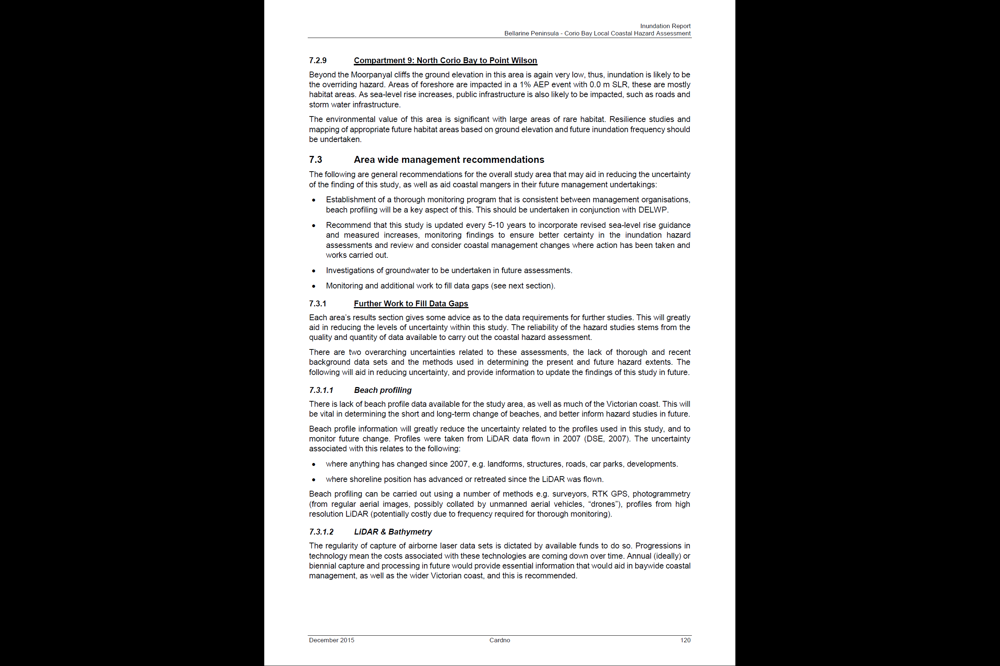 Inundation Report
Bellarine Peninsula - Corio Bay Local Coastal Hazard Assessment
7.2.9 Compartment 9: North Corio Bay to Point Wilson
Beyond the Moorpanyal cliffs the ground elevation in this area is again very low, thus, inundation is likely to be
the overriding hazard. Areas of foreshore are impacted in a 1% AEP event with 0.0 m SLR, these are mostly
habitat areas. As sea-level rise increases, public infrastructure is also likely to be impacted, such as roads and
storm water infrastructure.
The environmental value of this area is significant with large areas of rare habitat. Resilience studies and
mapping of appropriate future habitat areas based on ground elevation and future inundation frequency should
be undertaken.
7.3 Area wide management recommendations
The following are general recommendations for the overall study area that may aid in reducing the uncertainty
of the finding of this study, as well as aid coastal mangers in their future management undertakings:
• Establishment of a thorough monitoring program that is consistent between management organisations,
beach profiling will be a key aspect of this. This should be undertaken in conjunction with DELWP.
• Recommend that this study is updated every 5-10 years to incorporate revised sea-level rise guidance
and measured increases, monitoring findings to ensure better certainty in the inundation hazard
assessments and review and consider coastal management changes where action has been taken and
works carried out.
• Investigations of groundwater to be undertaken in future assessments.
• Monitoring and additional work to fill data gaps (see next section).
7.3.1 Further Work to Fill Data Gaps
Each area’s results section gives some advice as to the data requirements for further studies. This will greatly
aid in reducing the levels of uncertainty within this study. The reliability of the hazard studies stems from the
quality and quantity of data available to carry out the coastal hazard assessment.
There are two overarching uncertainties related to these assessments, the lack of thorough and recent
background data sets and the methods used in determining the present and future hazard extents. The
following will aid in reducing uncertainty, and provide information to update the findings of this study in future.
7.3.1.1 Beach profiling
There is lack of beach profile data available for the study area, as well as much of the Victorian coast. This will
be vital in determining the short and long-term change of beaches, and better inform hazard studies in future.
Beach profile information will greatly reduce the uncertainty related to the profiles used in this study, and to
monitor future change. Profiles were taken from LiDAR data flown in 2007 (DSE, 2007). The uncertainty
associated with this relates to the following:
• where anything has changed since 2007, e.g. landforms, structures, roads, car parks, developments.
• where shoreline position has advanced or retreated since the LiDAR was flown.
Beach profiling can be carried out using a number of methods e.g. surveyors, RTK GPS, photogrammetry
(from regular aerial images, possibly collated by unmanned aerial vehicles, “drones”), profiles from high
resolution LiDAR (potentially costly due to frequency required for thorough monitoring).
7.3.1.2 LiDAR & Bathymetry
The regularity of capture of airborne laser data sets is dictated by available funds to do so. Progressions in
technology mean the costs associated with these technologies are coming down over time. Annual (ideally) or
biennial capture and processing in future would provide essential information that would aid in baywide coastal
management, as well as the wider Victorian coast, and this is recommended.
December 2015 Cardno 120